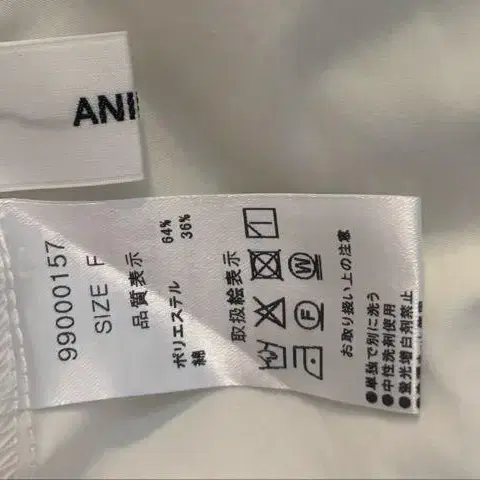 ANI
99000157
SIZE F
品質表示
ポリエステル 64%
綿 36%
取扱絵表示
お取り扱い上の注意
●単独で別に洗う
●中性洗剤使用
●蛍光増白剤禁止